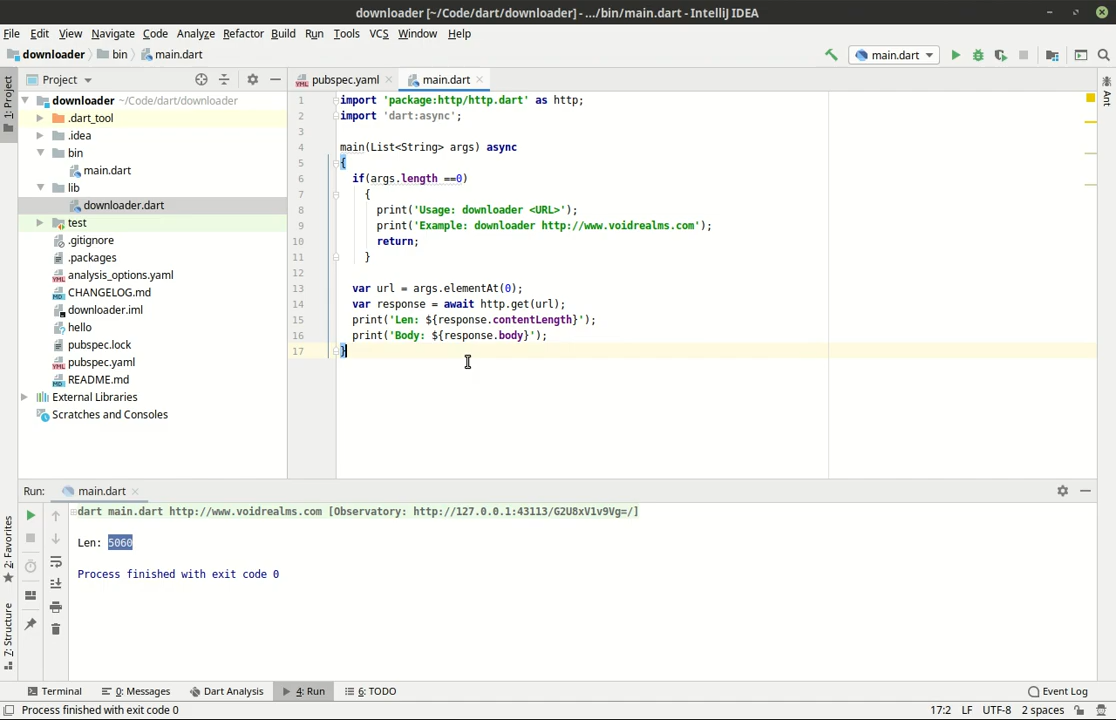 downloader [~/Code/dart/downloader] - .../bin/main.dart - IntelliJ IDEA
File Edit View Navigate Code Analyze Refactor Build Run Tools VCS Window Help
downloader bin main.dart main.dart
1: Project
Project
pubspec.yaml main.dart
Ant
downloader ~/Code/dart/downloader
.dart_tool
.idea
bin
main.dart
lib
downloader.dart
test
.gitignore
.packages
analysis_options.yaml
CHANGELOG.md
downloader.iml
hello
pubspec.lock
pubspec.yaml
README.md
External Libraries
Scratches and Consoles
1 import 'package:http/http.dart' as http;
2 import 'dart:async';
3
4 main(List<String> args) async
5 {
6 if(args.length ==0)
7 {
8 print('Usage: downloader <URL>');
9 print('Example: downloader http://www.voidrealms.com');
10 return;
11 }
12
13 var url = args.elementAt(0);
14 var response = await http.get(url);
15 print('Len: ${response.contentLength}');
16 print('Body: ${response.body}');
17 }
Run: main.dart
dart main.dart http://www.voidrealms.com [Observatory: http://127.0.0.1:43113/G2U8xV1v9Vg=/]
Len: 5060
Process finished with exit code 0
2: Favorites
7: Structure
Terminal 0: Messages Dart Analysis 4: Run 6: TODO Event Log
Process finished with exit code 0 17:2 LF UTF-8 2 spaces